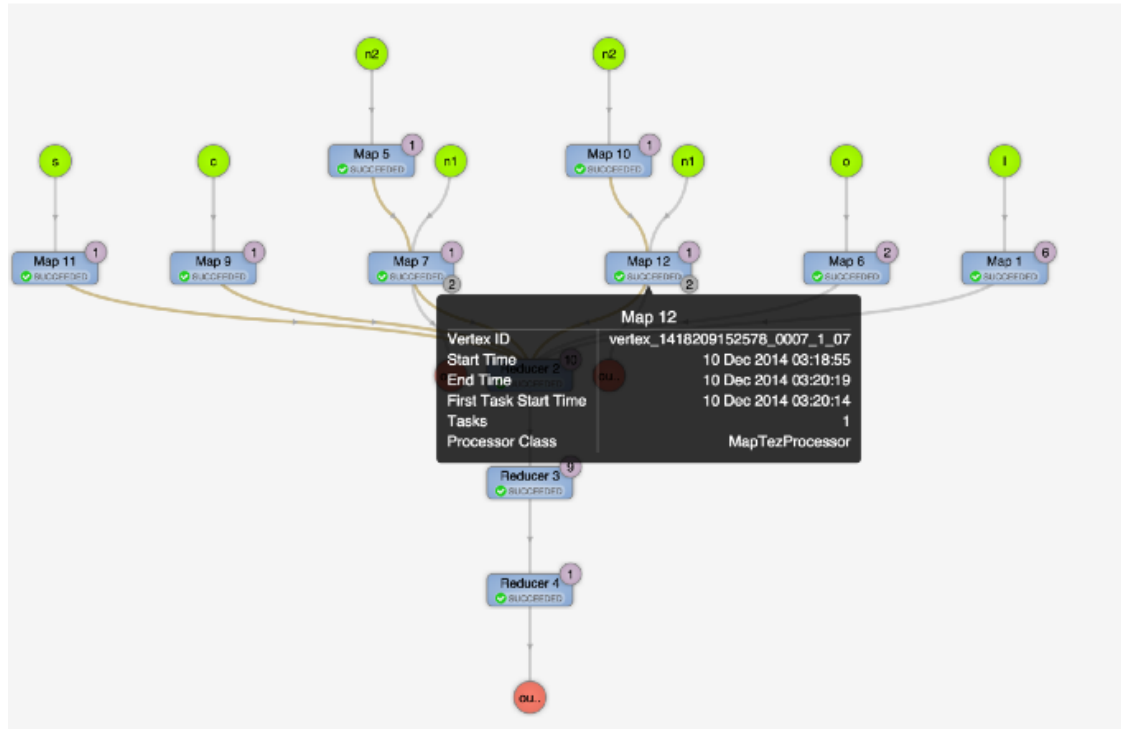 n2
n2
Map 5
1
SUCCEEDED
n1
Map 10
1
SUCCEEDED
n1
s
c
o
l
Map 11
1
SUCCEEDED
Map 9
1
SUCCEEDED
Map 7
1
SUCCEEDED
2
Map 12
1
SUCCEEDED
2
Map 6
2
SUCCEEDED
Map 1
6
SUCCEEDED
Map 12
Vertex ID vertex_1418209152578_0007_1_07
Start Time 10 Dec 2014 03:18:55
End Time 10 Dec 2014 03:20:19
First Task Start Time 10 Dec 2014 03:20:14
Tasks 1
Processor Class MapTezProcessor
Reducer 2
10
ou..
Reducer 3
9
SUCCEEDED
Reducer 4
1
SUCCEEDED
ou..